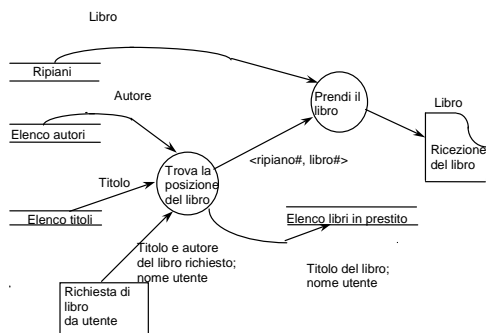 Libro
Ripiani
Autore
Prendi il
libro
Libro
Elenco autori
Ricezione
del libro
<ripiano#, libro#>
Trova la
posizione
del libro
Titolo
Elenco titoli
Elenco libri in prestito
Titolo e autore
del libro richiesto;
nome utente
Titolo del libro;
nome utente
Richiesta di
libro
da utente